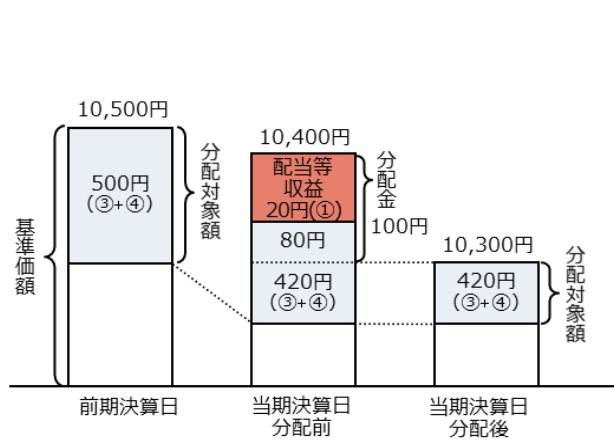 10,500円
500円
(③+④)
分配対象額
基準価額
前期決算日
10,400円
配当等
収益
20円(①)
80円
420円
(③+④)
分配金
100円
当期決算日
分配前
10,300円
420円
(③+④)
分配対象額
当期決算日
分配後